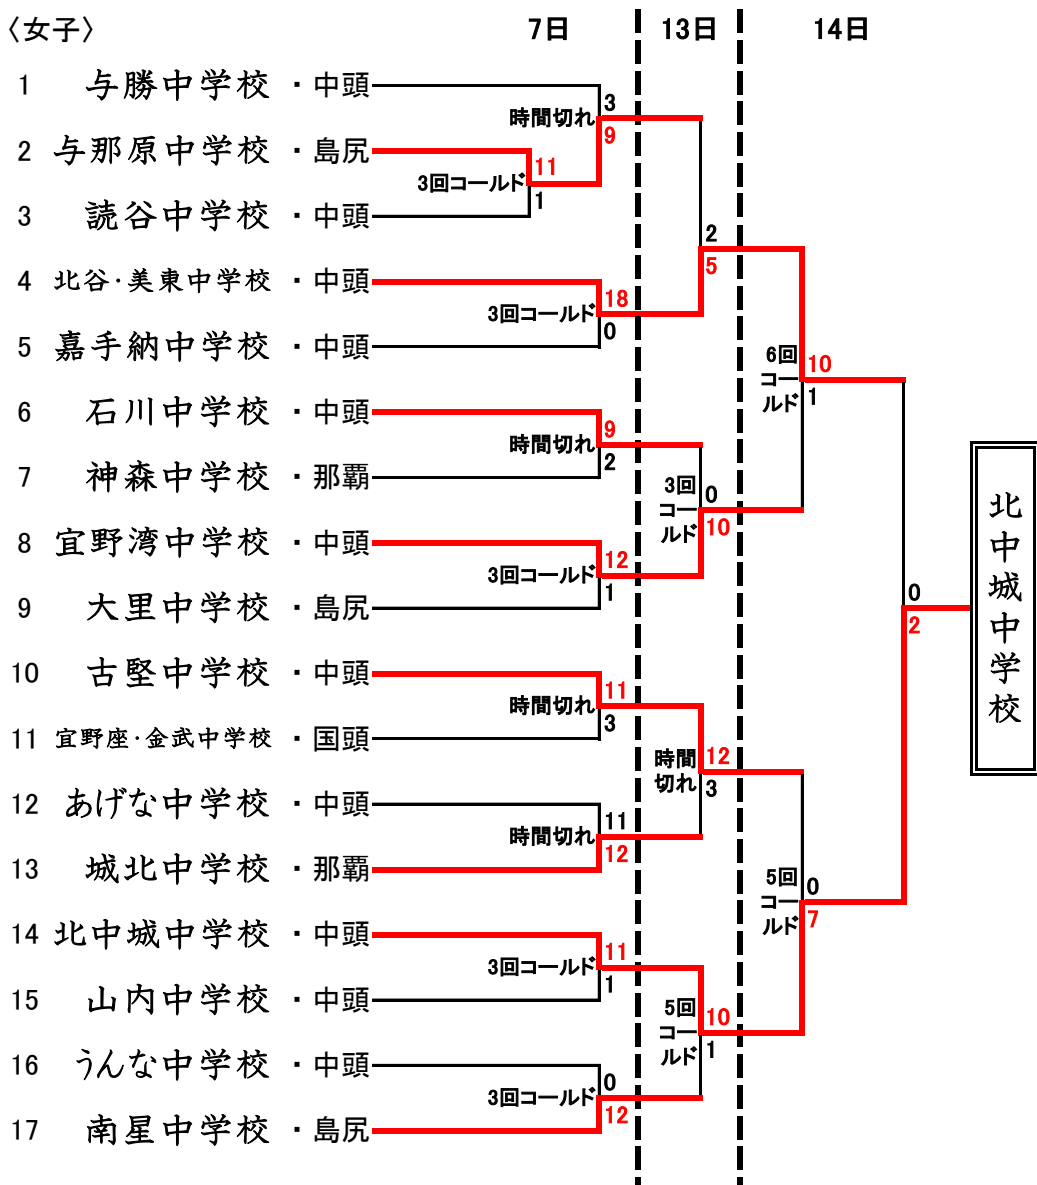 〈女子〉 7日 13日 14日
1 与勝中学校 ・中頭
3
時間切れ
9
2 与那原中学校 ・島尻
11
3回コールド
1
3 読谷中学校 ・中頭
2
5
4 北谷・美東中学校 ・中頭
18
3回コールド
0
5 嘉手納中学校 ・中頭
6回
コー
ルド
10
1
6 石川中学校 ・中頭
9
時間切れ
2
7 神森中学校 ・那覇
3回
コー
ルド
0
10
8 宜野湾中学校 ・中頭
12
3回コールド
1
9 大里中学校 ・島尻
0
2
北中城中学校
10 古堅中学校 ・中頭
11
時間切れ
3
11 宜野座・金武中学校 ・国頭
時間
切れ
12
3
12 あげな中学校 ・中頭
11
時間切れ
12
13 城北中学校 ・那覇
5回
コー
ルド
0
7
14 北中城中学校 ・中頭
11
3回コールド
1
15 山内中学校 ・中頭
5回
コー
ルド
10
1
16 うんな中学校 ・中頭
0
3回コールド
12
17 南星中学校 ・島尻